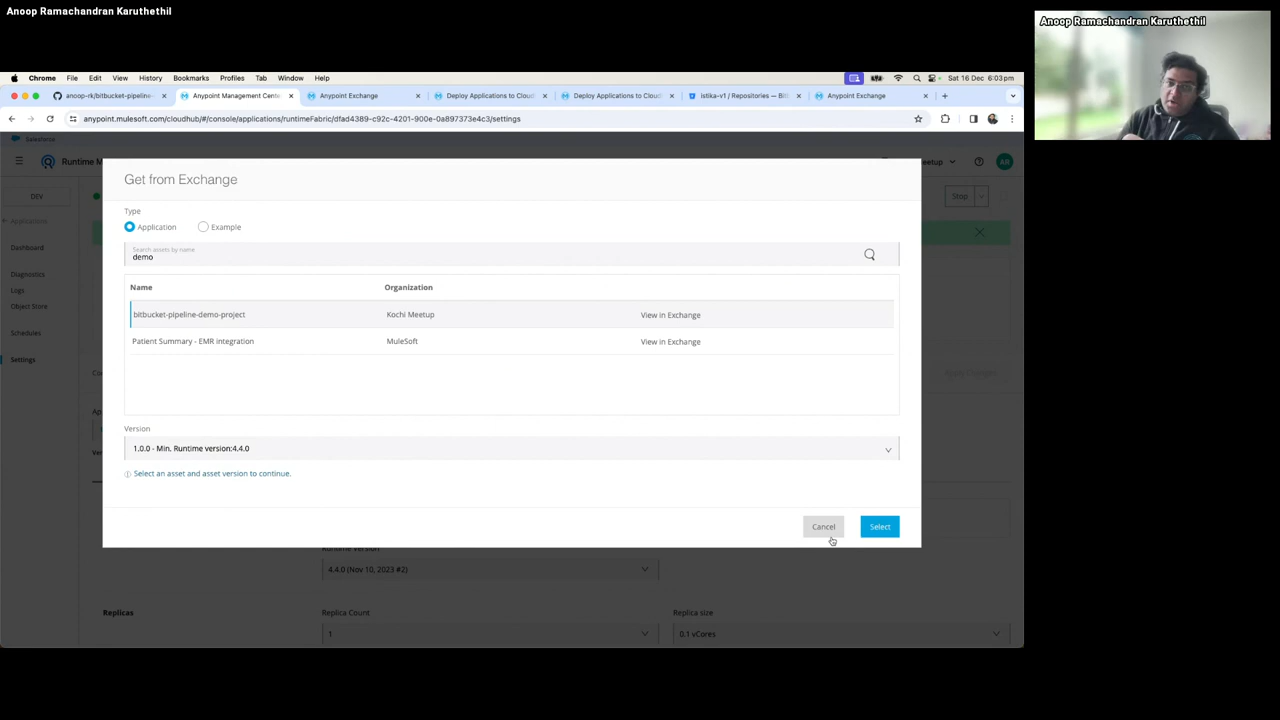 Anoop Ramachandran Karuthethil
Anoop Ramachandran Karuthethil
Chrome File Edit View History Bookmarks Profiles Tab Window Help
Sat 16 Dec 6:03pm
anoop-rk/bitbucket-pipeline-
Anypoint Management Cente
Anypoint Exchange
Deploy Applications to Cloud
Deploy Applications to Cloud
istika-v1 / Repositories — Bit
Anypoint Exchange
anypoint.mulesoft.com/cloudhub/#/console/applications/runtimeFabric/dfad4389-c92c-4201-900e-0a897373e4c3/settings
Salesforce
Runtime M
eetup
AR
DEV
Stop
Applications
Dashboard
Diagnostics
Logs
Object Store
Schedules
Settings
Get from Exchange
Type
Application Example
Search assets by name
demo
Name Organization
bitbucket-pipeline-demo-project Kochi Meetup View in Exchange
Patient Summary - EMR integration MuleSoft View in Exchange
Version
1.0.0 - Min. Runtime version:4.4.0
Select an asset and asset version to continue.
Cancel Select
Apply Changes
Runtime version
4.4.0 (Nov 10, 2023 #2)
Replicas Replica Count Replica size
1 0.1 vCores